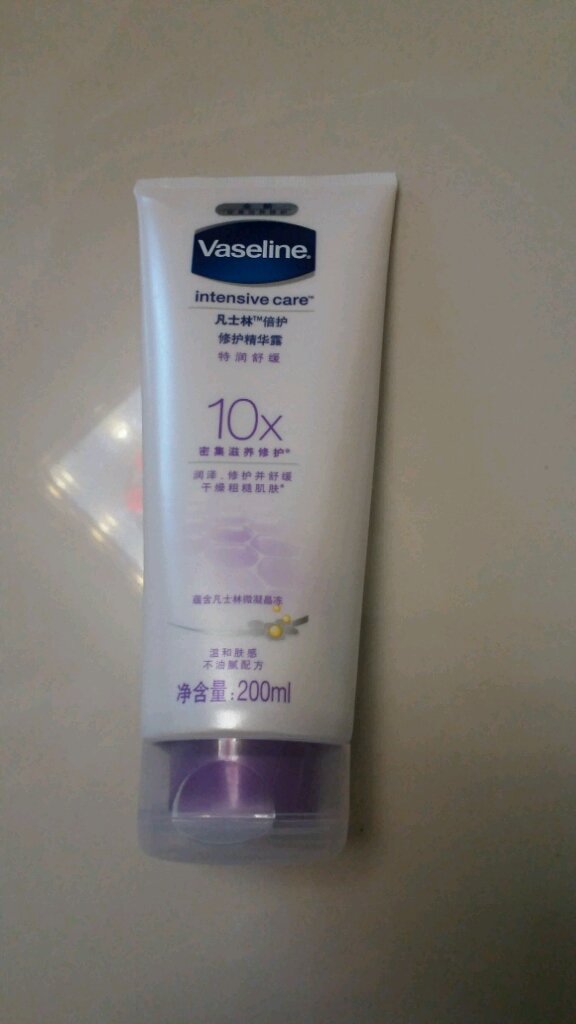 Vaseline.
intensive care™
凡士林™倍护
修护精华露
特润舒缓
10x
密集滋养修护*
润泽、修护并舒缓
干燥粗糙肌肤*
蕴含凡士林微凝晶冻
温和肤感
不油腻配方
净含量:200ml